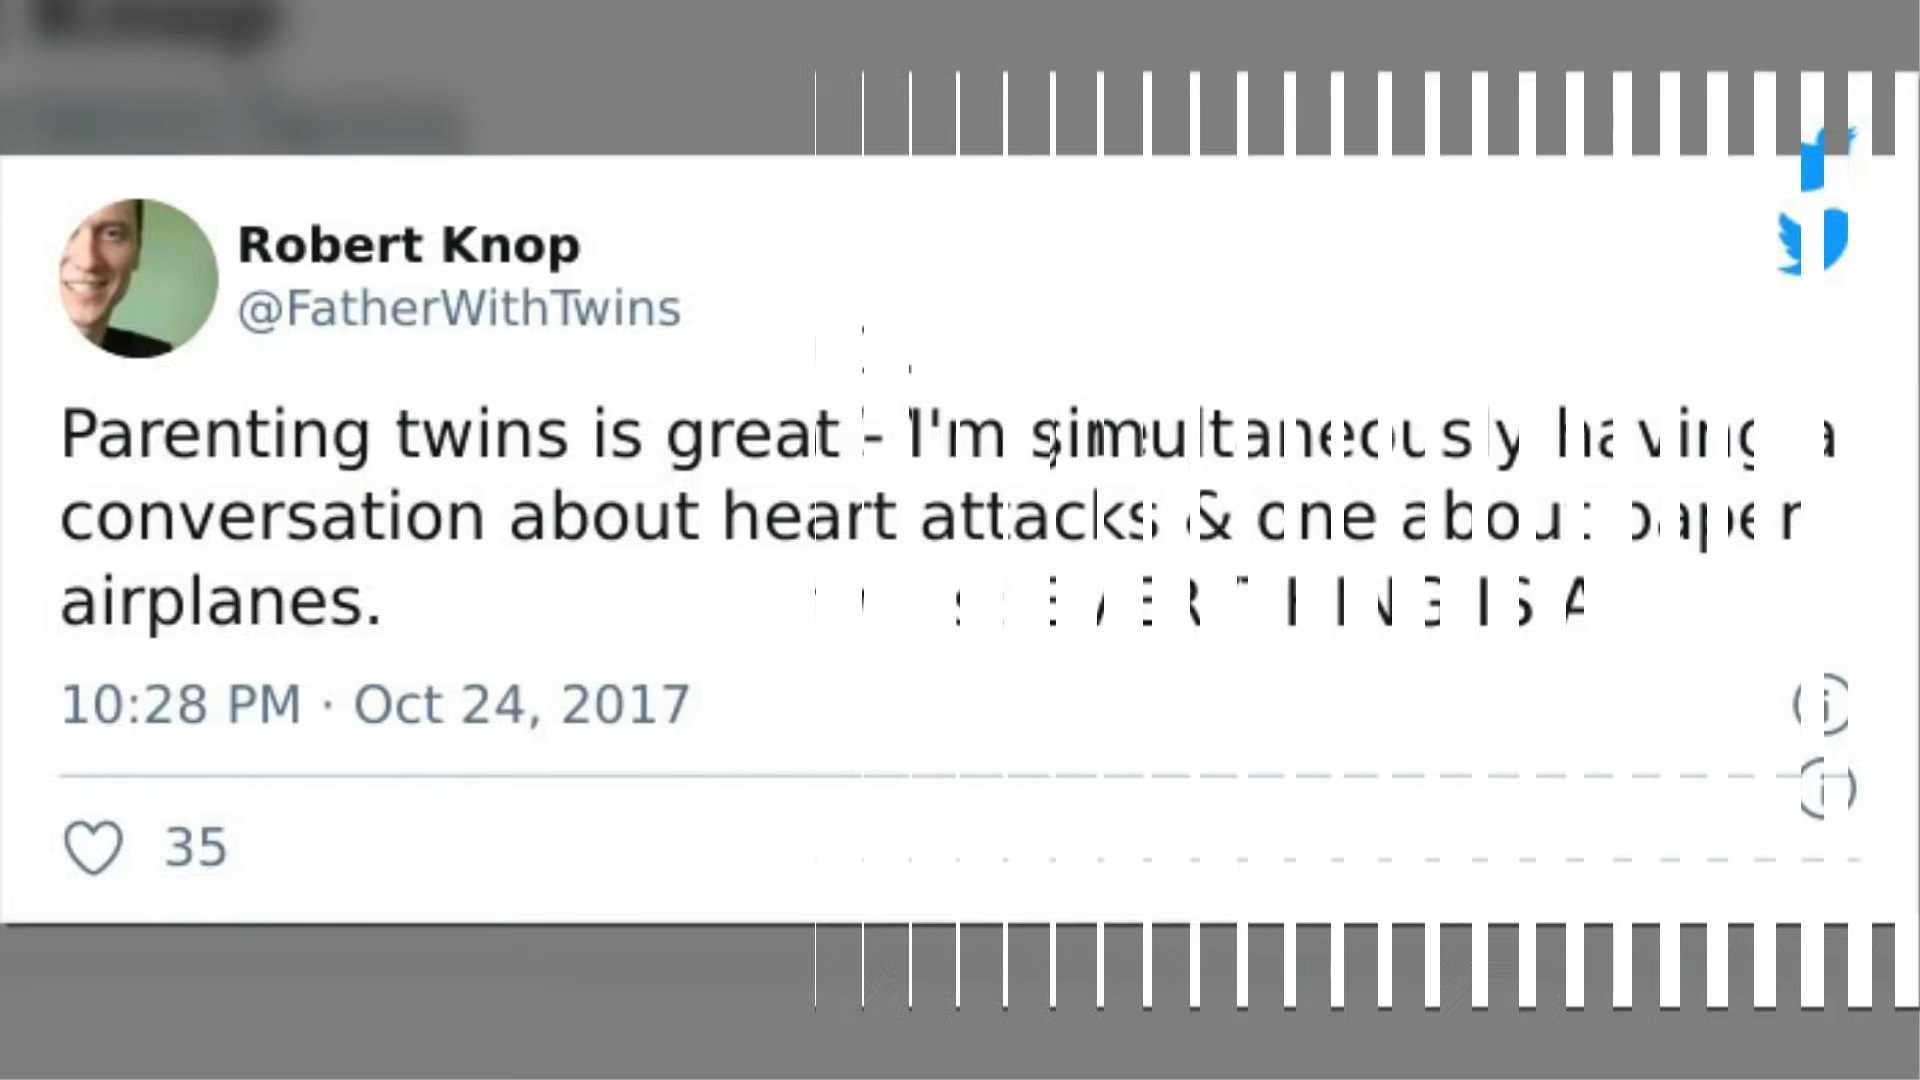 Robert Knop
@FatherWithTwins
Parenting twins is great - I'm simultaneously having a
conversation about heart attacks & one about paper
airplanes.
10:28 PM · Oct 24, 2017
35